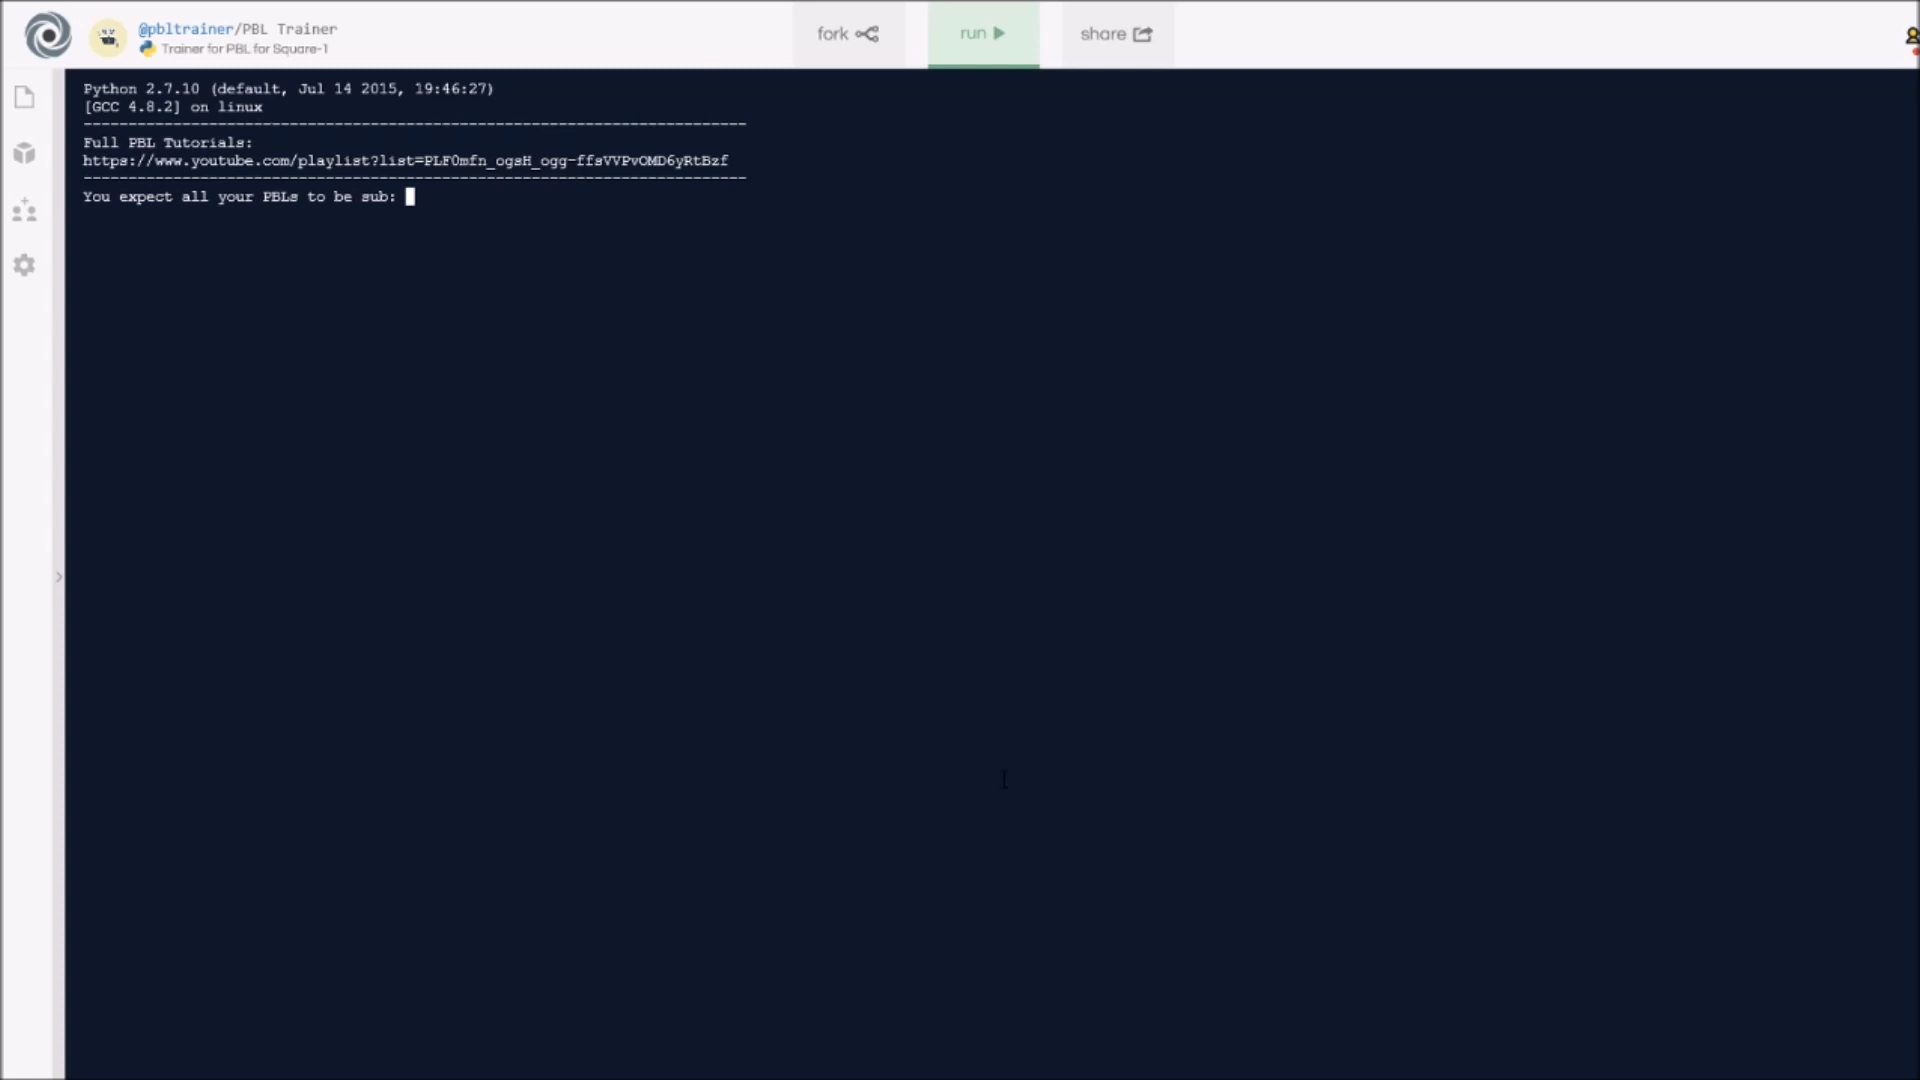 @pbltrainer/PBL Trainer
Trainer for PBL for Square-1
fork
run
share
Python 2.7.10 (default, Jul 14 2015, 19:46:27)
[GCC 4.8.2] on linux
--------------------------------------------------------------------------
Full PBL Tutorials:
https://www.youtube.com/playlist?list=PLF0mfn_ogsH_ogg-ffsVVPvOMD6yRtBzf
--------------------------------------------------------------------------
You expect all your PBLs to be sub: